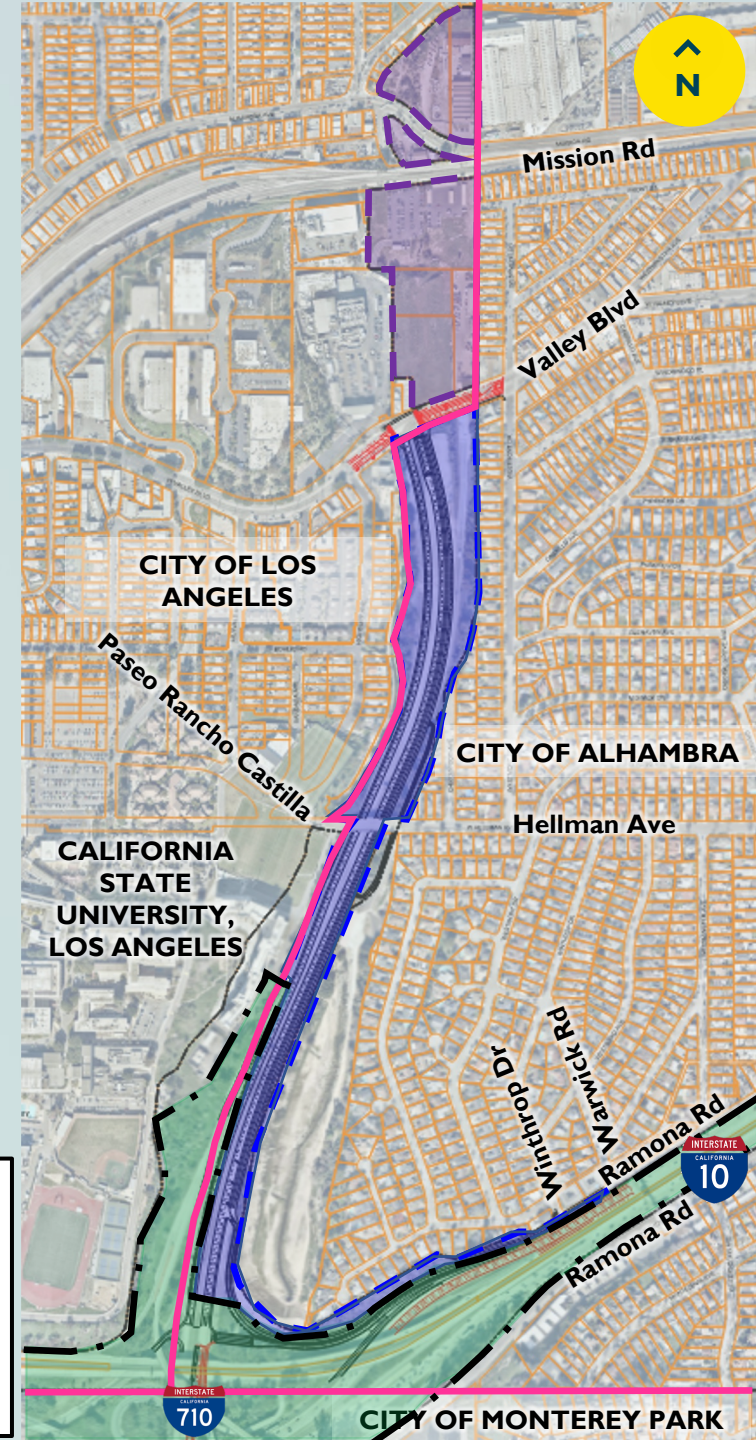 N
Mission Rd
Valley Blvd
CITY OF LOS
ANGELES
Paseo Rancho Castilla
CITY OF ALHAMBRA
Hellman Ave
CALIFORNIA
STATE
UNIVERSITY,
LOS ANGELES
Winthrop Dr
Warwick Rd
Ramona Rd
INTERSTATE
CALIFORNIA
10
Ramona Rd
INTERSTATE
CALIFORNIA
710
CITY OF MONTEREY PARK